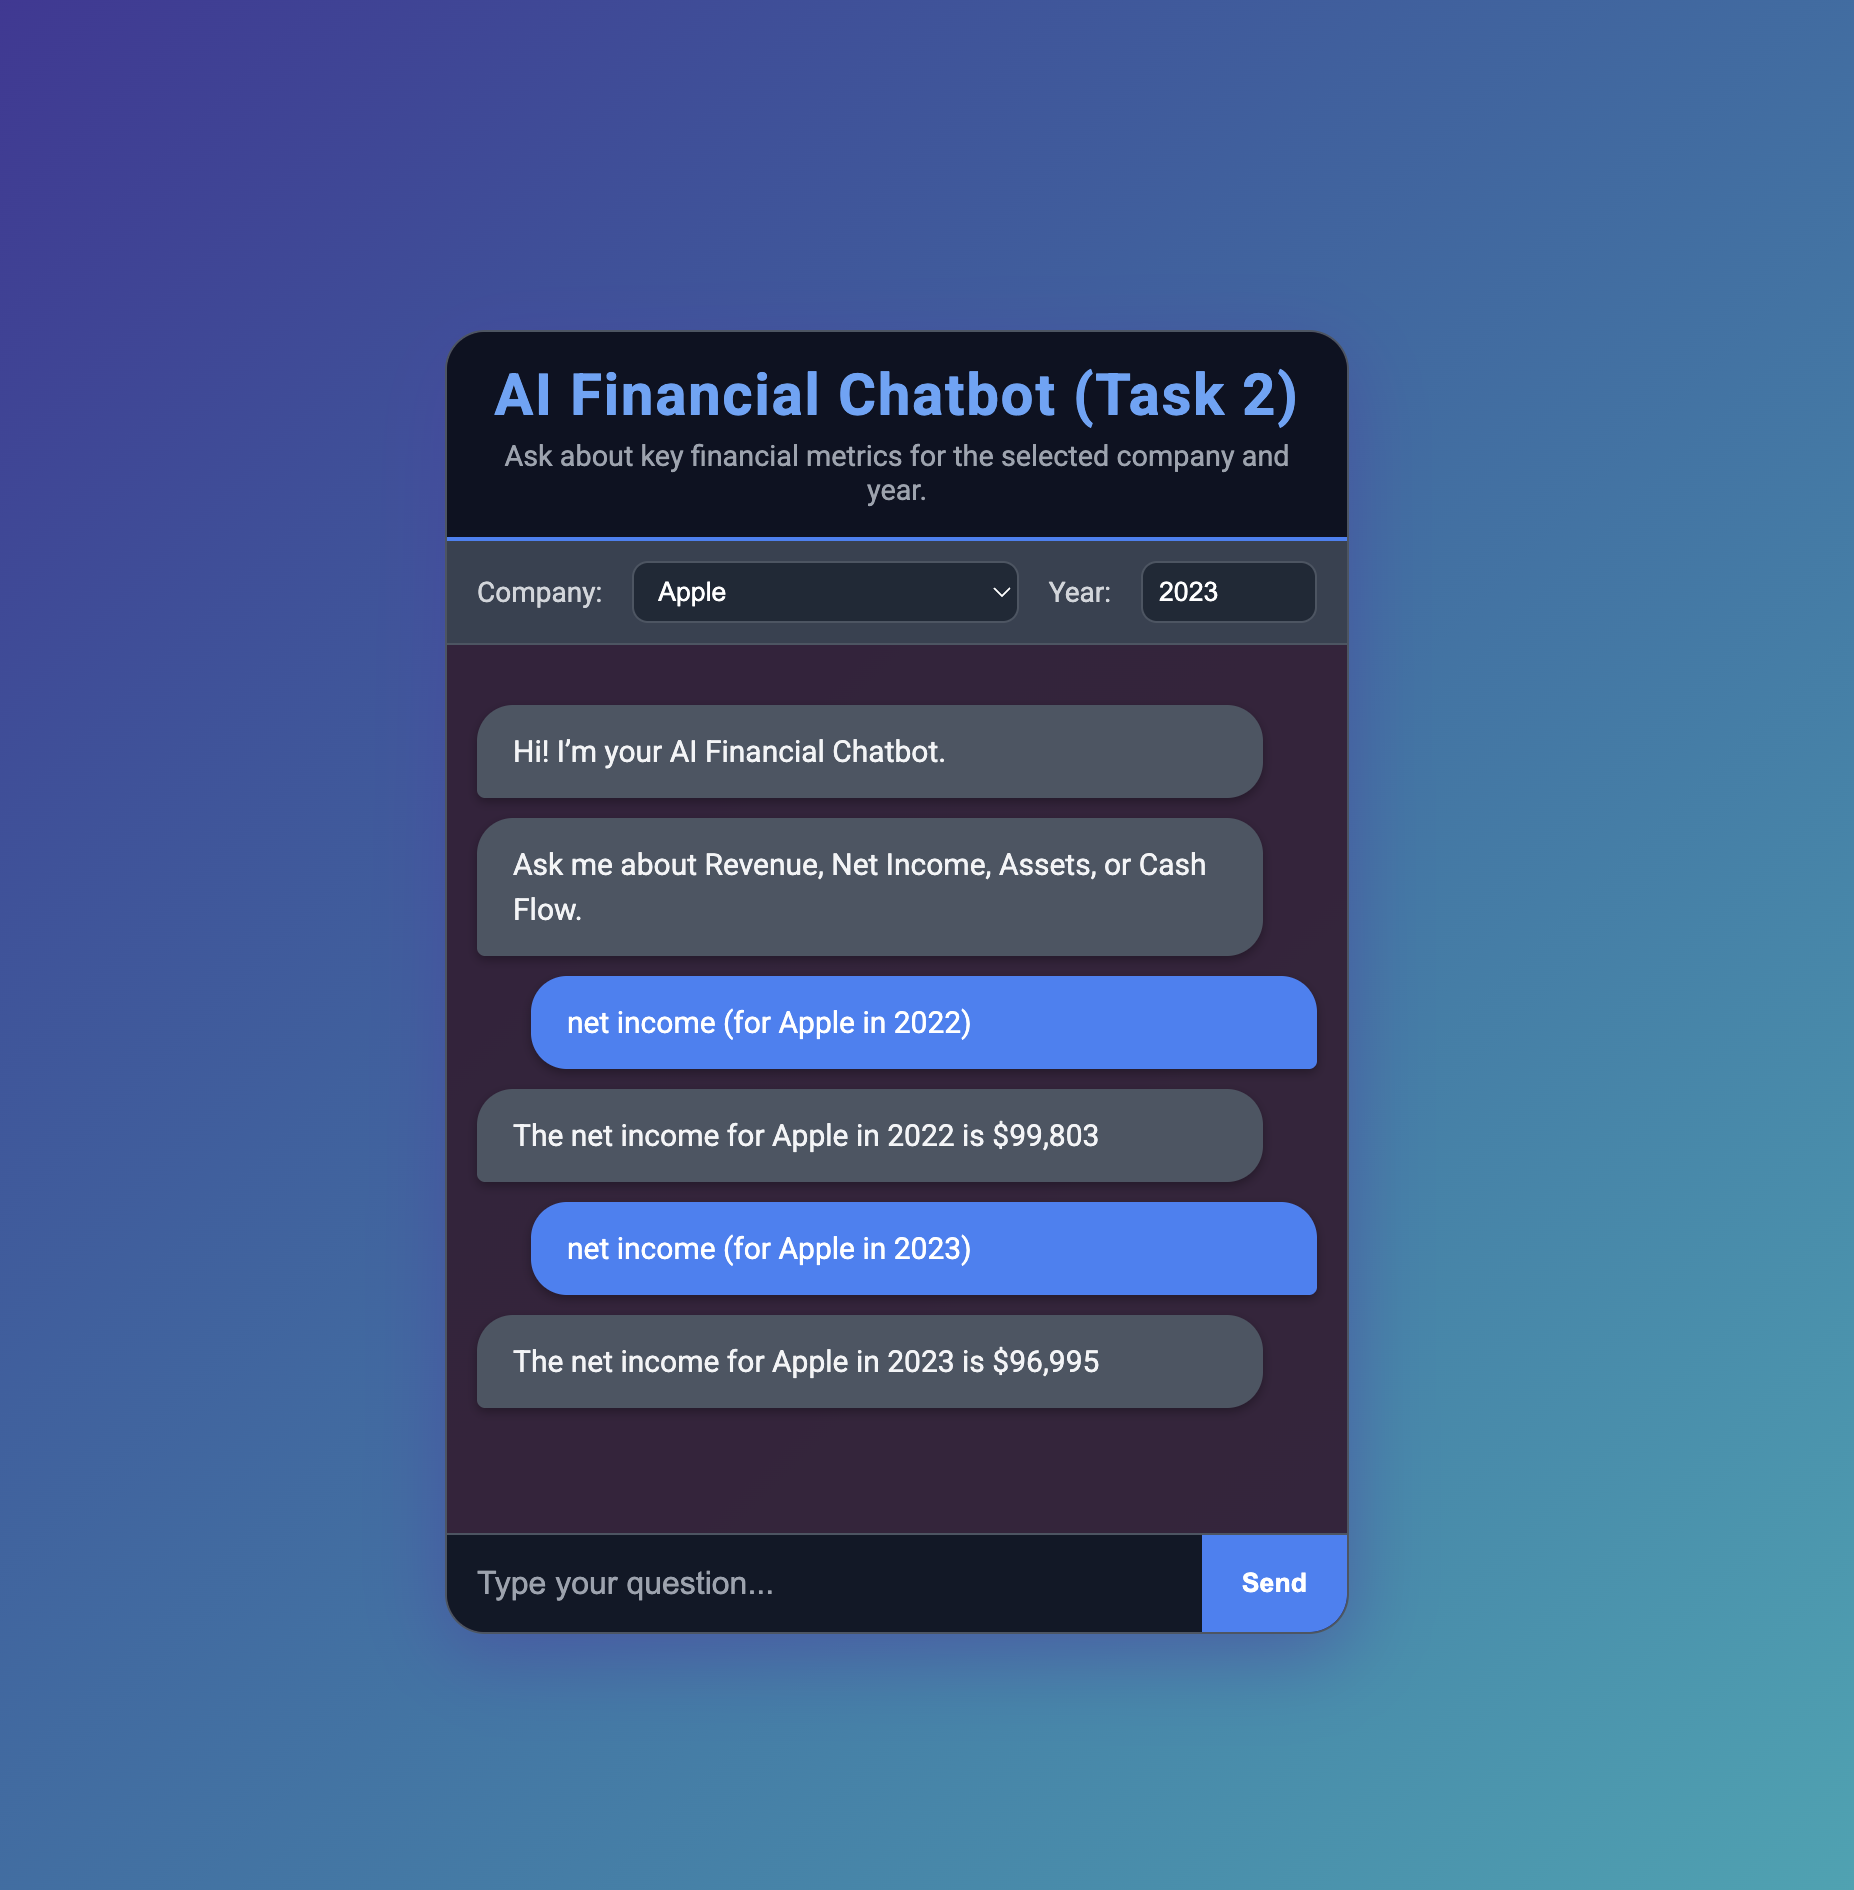 AI Financial Chatbot (Task 2)
Ask about key financial metrics for the selected company and
year.
Company: Apple Year: 2023
Hi! I’m your AI Financial Chatbot.
Ask me about Revenue, Net Income, Assets, or Cash
Flow.
net income (for Apple in 2022)
The net income for Apple in 2022 is $99,803
net income (for Apple in 2023)
The net income for Apple in 2023 is $96,995
Type your question... Send